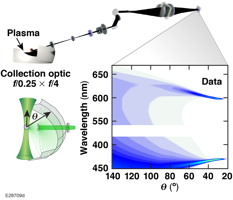 Plasma
Collection optic
f/0.25 × f/4
θ
Data
Wavelength (nm)
650
600
550
500
450
140 120 100 80 60 40 20
θ (°)
E28709d